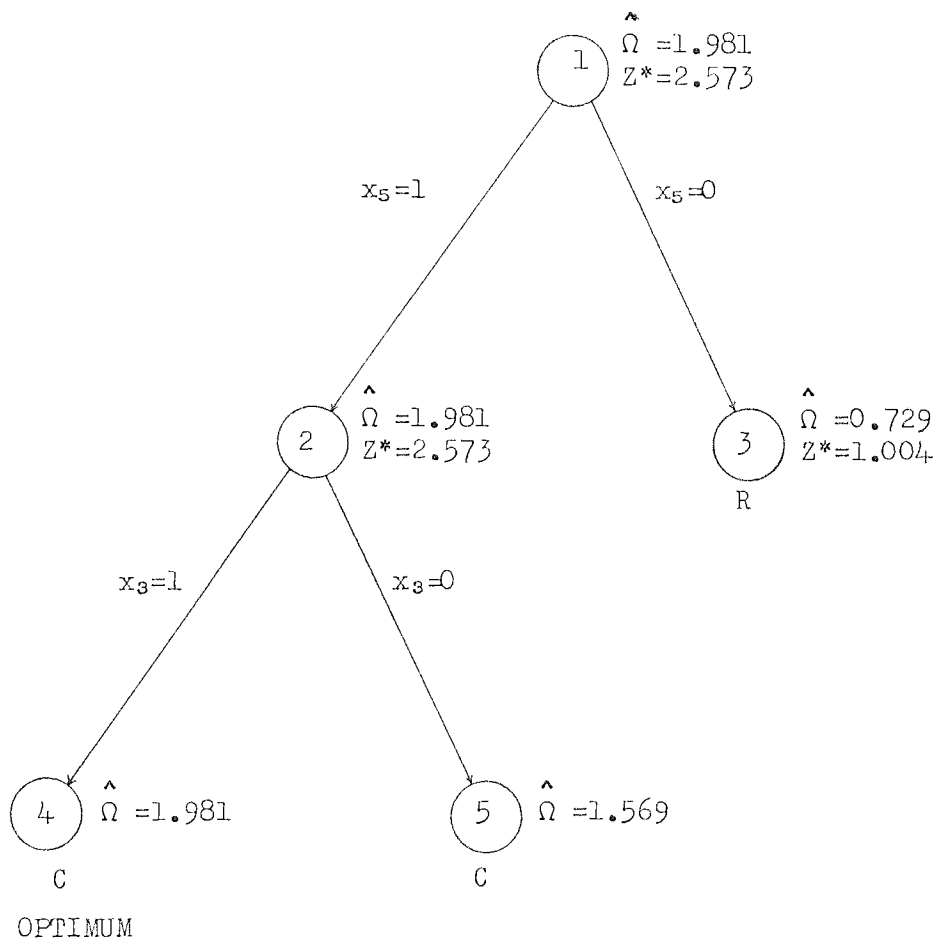 1
Ω̂ =1.981
Z*=2.573
x₅=1
x₅=0
2
Ω̂ =1.981
Z*=2.573
3
Ω̂ =0.729
Z*=1.004
R
x₃=1
x₃=0
4
Ω̂ =1.981
5
Ω̂ =1.569
C
C
OPTIMUM